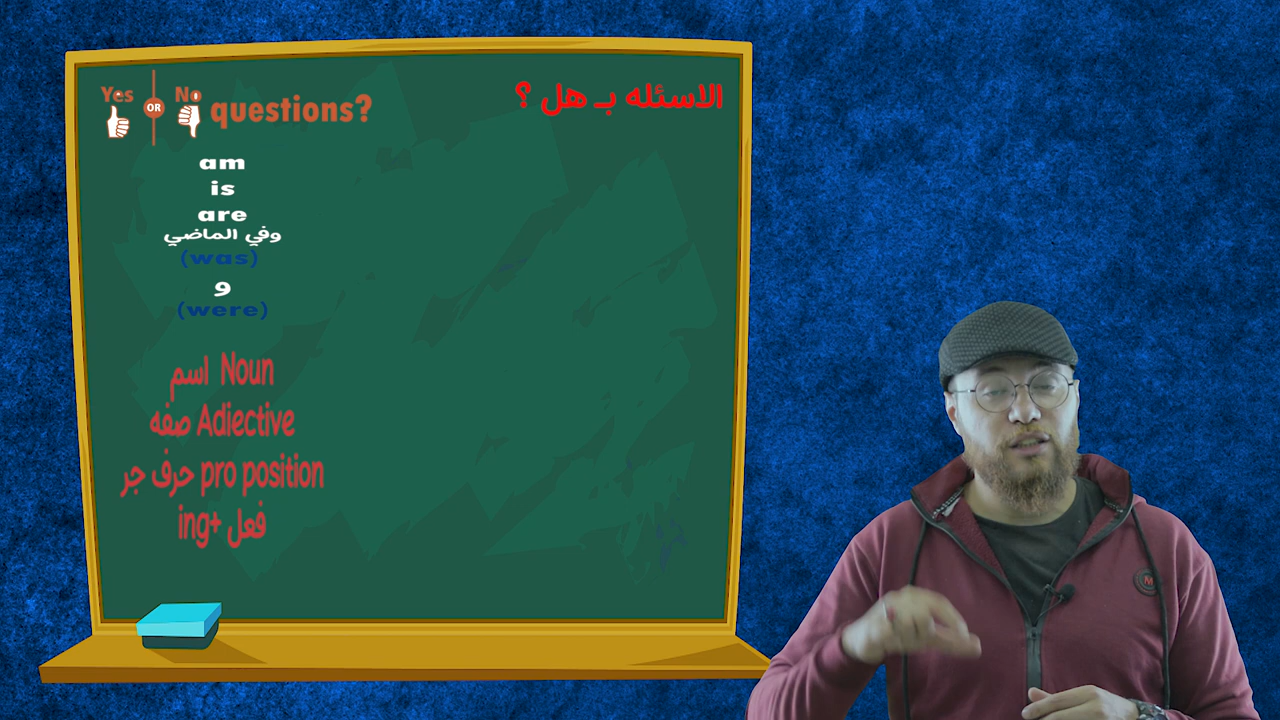 Yes OR No questions?
الاسئله بـ هل ؟
am
is
are
وفي الماضي
(was)
و
(were)
Noun اسم
Adiective صفه
pro position حرف جر
فعل +ing
M